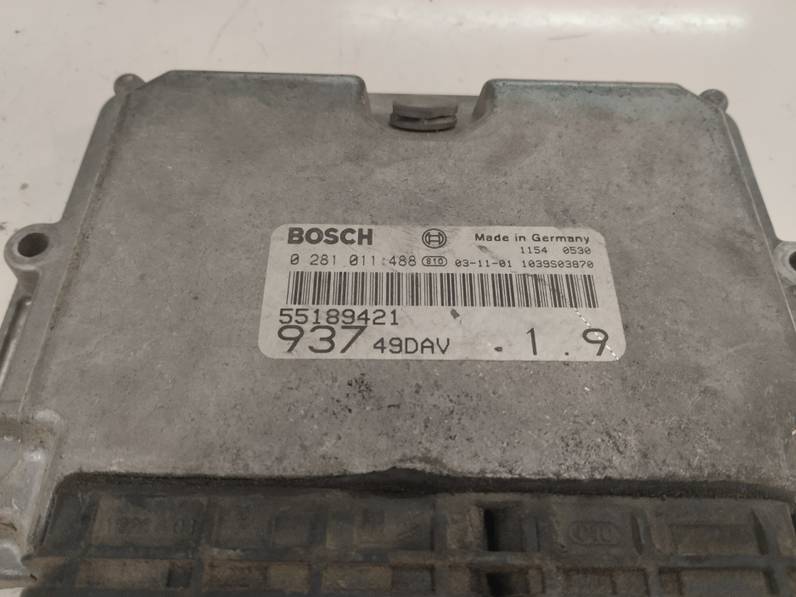 BOSCH Made in Germany
1154 0530
0 281 011 488 810 03-11-01 1039S03870
55189421
937 49DAV - 1 . 9